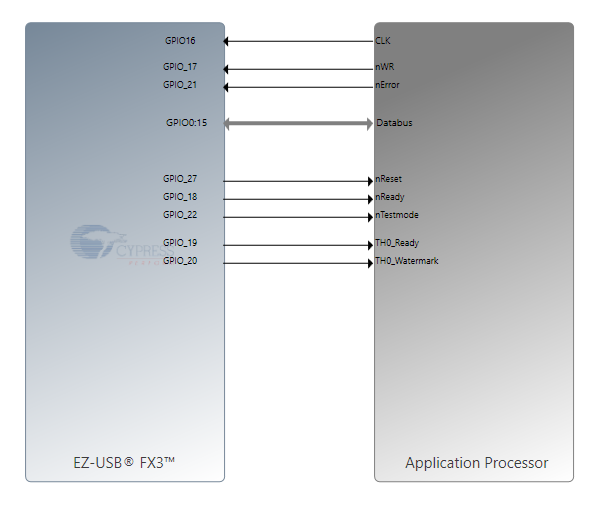 GPIO16 CLK
GPIO_17 nWR
GPIO_21 nError
GPIO0:15 Databus
GPIO_27 nReset
GPIO_18 nReady
GPIO_22 nTestmode
GPIO_19 TH0_Ready
CYPRESS
GPIO_20 TH0_Watermark
EZ-USB® FX3™ Application Processor